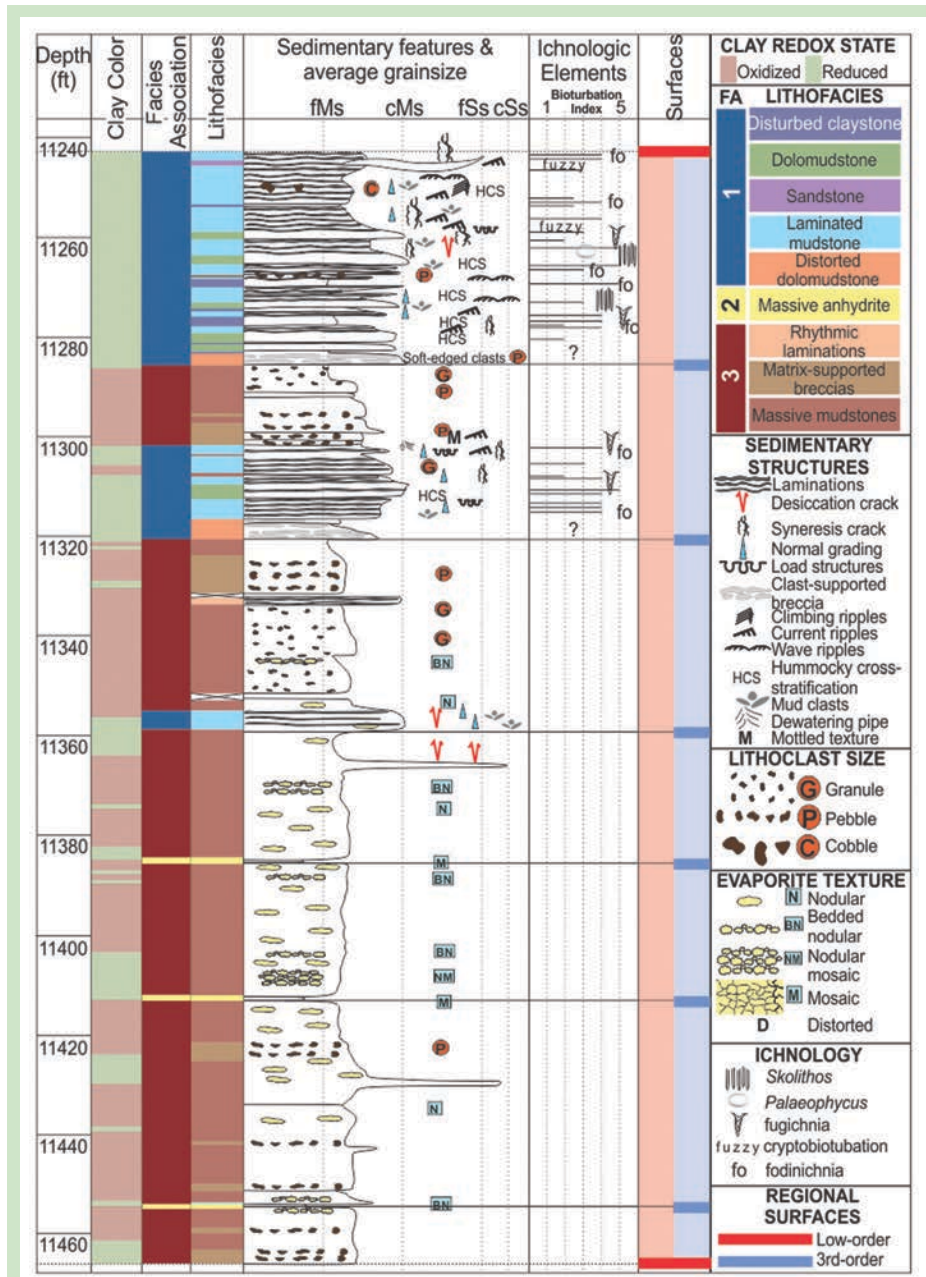 Depth
(ft)
Clay Color
Facies
Association
Lithofacies
Sedimentary features &
average grainsize
fMs cMs fSs cSs
Ichnologic
Elements
Bioturbation
1 Index 5
Surfaces
11240
11260
11280
11300
11320
11340
11360
11380
11400
11420
11440
11460
C
HCS
HCS
P
HCS
HCS
HCS
Soft-edged clasts P
G
P
P
M
G
HCS
P
G
G
BN
N
BN
N
M
BN
BN
NM
M
P
N
BN
fo
fuzzy
fo
fuzzy
fo
fo
fo
?
fo
fo
?
CLAY REDOX STATE
Oxidized Reduced
FA LITHOFACIES
1
Disturbed claystone
Dolomudstone
Sandstone
Laminated
mudstone
Distorted
dolomudstone
2
Massive anhydrite
3
Rhythmic
laminations
Matrix-supported
breccias
Massive mudstones
SEDIMENTARY
STRUCTURES
Laminations
Desiccation crack
Syneresis crack
Normal grading
Load structures
Clast-supported
breccia
Climbing ripples
Current ripples
Wave ripples
HCS Hummocky cross-
stratification
Mud clasts
Dewatering pipe
M Mottled texture
LITHOCLAST SIZE
G Granule
P Pebble
C Cobble
EVAPORITE TEXTURE
N Nodular
BN Bedded
nodular
NM Nodular
mosaic
M Mosaic
D Distorted
ICHNOLOGY
Skolithos
Palaeophycus
fugichnia
fuzzy cryptobiotubation
fo fodinichnia
REGIONAL
SURFACES
Low-order
3rd-order